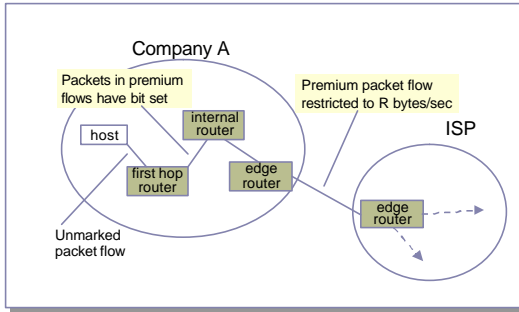 Company A
Packets in premium
flows have bit set
Premium packet flow
restricted to R bytes/sec
internal
router
ISP
host
first hop
router
edge
router
edge
router
Unmarked
packet flow